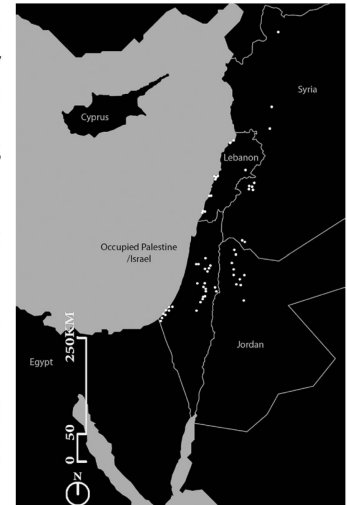 Syria
Cyprus
Lebanon
Occupied Palestine
/Israel
Jordan
Egypt
250KM
50
0
N